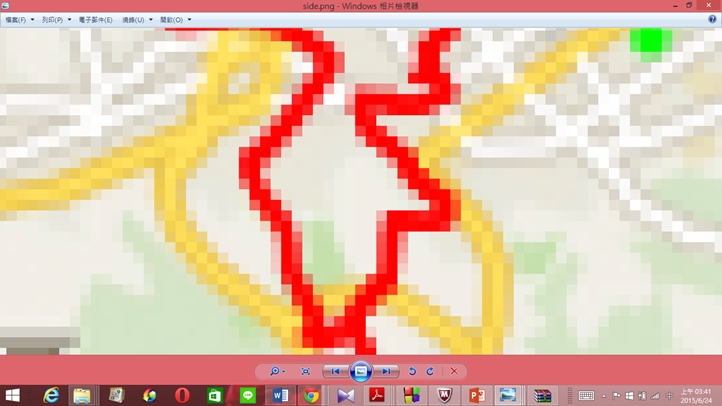 side.png - Windows 相片檢視器
檔案(F) 列印(P) 電子郵件(E) 燒錄(U) 開啟(O)
上午 03:41
2015/6/24